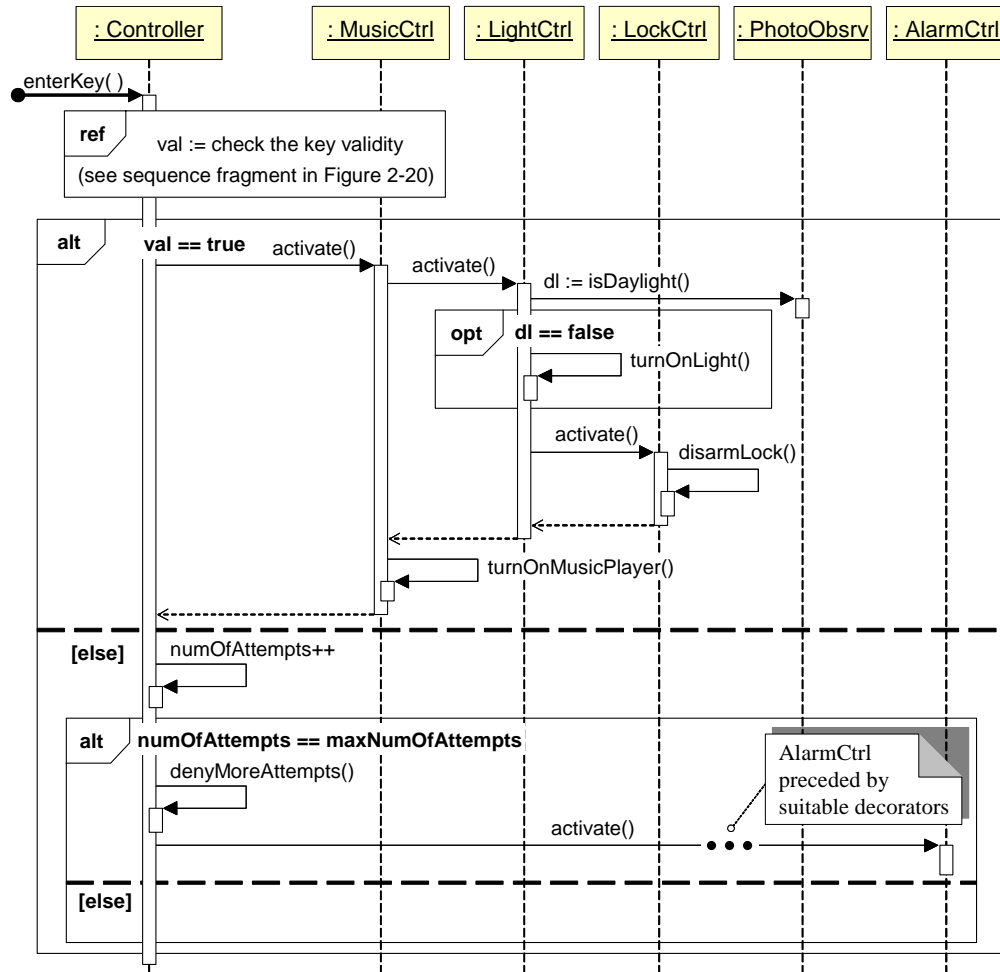 : Controller
: MusicCtrl
: LightCtrl
: LockCtrl
: PhotoObsrv
: AlarmCtrl
enterKey( )
ref
val := check the key validity
(see sequence fragment in Figure 2-20)
alt
val == true
activate()
activate()
dl := isDaylight()
opt
dl == false
turnOnLight()
activate()
disarmLock()
turnOnMusicPlayer()
[else]
numOfAttempts++
alt
numOfAttempts == maxNumOfAttempts
AlarmCtrl
preceded by
suitable decorators
denyMoreAttempts()
activate()
[else]